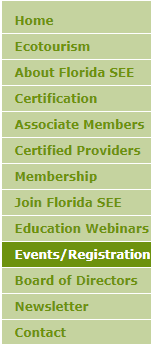 Home
Ecotourism
About Florida SEE
Certification
Associate Members
Certified Providers
Membership
Join Florida SEE
Education Webinars
Events/Registration
Board of Directors
Newsletter
Contact